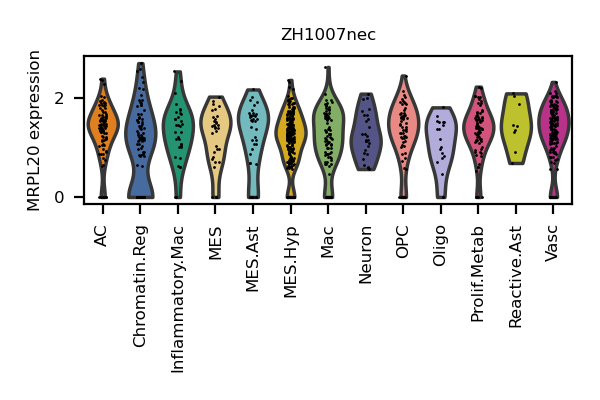 ZH1007nec
MRPL20 expression
2
0
AC
Chromatin.Reg
Inflammatory.Mac
MES
MES.Ast
MES.Hyp
Mac
Neuron
OPC
Oligo
Prolif.Metab
Reactive.Ast
Vasc